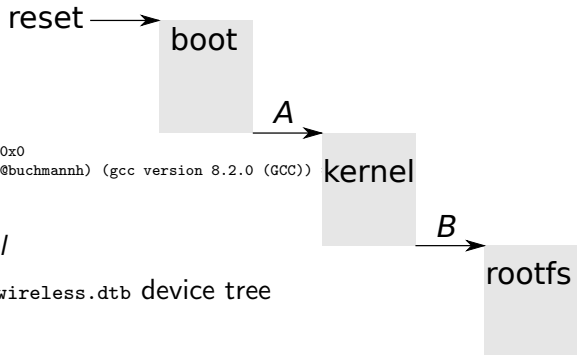 reset
boot
A
0x0
@buchmannh) (gcc version 8.2.0 (GCC))
kernel
B
l
rootfs
wireless.dtb device tree